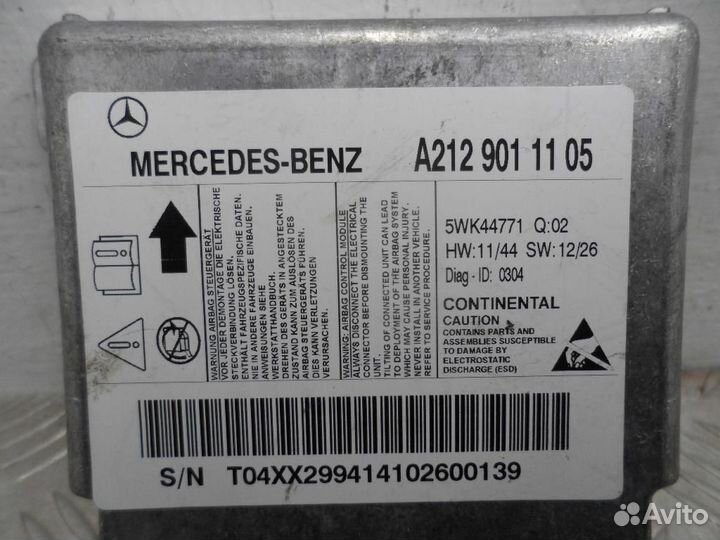 MERCEDES-BENZ
A212 901 11 05
WARNUNG AIRBAG STEUERGERÄT
VOR JEDER DEMONTAGE DIE ELEKTRISCHE
STECKVERBINDUNG LÖSEN.
ENTHÄLT FAHRZEUGSPEZIFISCHE DATEN.
NIE IN ANDERE FAHRZEUGE EINBAUEN.
ANWEISUNGEN SIEHE
WERKSTATTHANDBUCH.
DREHEN DES GERÄTS IN ANGESTECKTEM
ZUSTAND KANN ZUM AUSLÖSEN DES
AIRBAG STEUERGERÄTS FÜHREN.
DIES KANN VERLETZUNGEN
VERURSACHEN.
WARNING: AIRBAG CONTROL MODULE
ALWAYS DISCONNECT THE ELECTRICAL
CONNECTOR BEFORE DISMOUNTING THE
UNIT.
TILTING OF CONNECTED UNIT CAN LEAD
TO DEPLOYMENT OF THE AIRBAG SYSTEM
WHICH MAY CAUSE PERSONAL INJURY.
NEVER INSTALL IN ANOTHER VEHICLE.
REFER TO SERVICE PROCEDURE.
5WK44771 Q:02
HW:11/44 SW:12/26
Diag - ID: 0304
CONTINENTAL
CAUTION
CONTAINS PARTS AND
ASSEMBLIES SUSCEPTIBLE
TO DAMAGE BY
ELECTROSTATIC
DISCHARGE (ESD)
S/N T04XX299414102600139
Avito